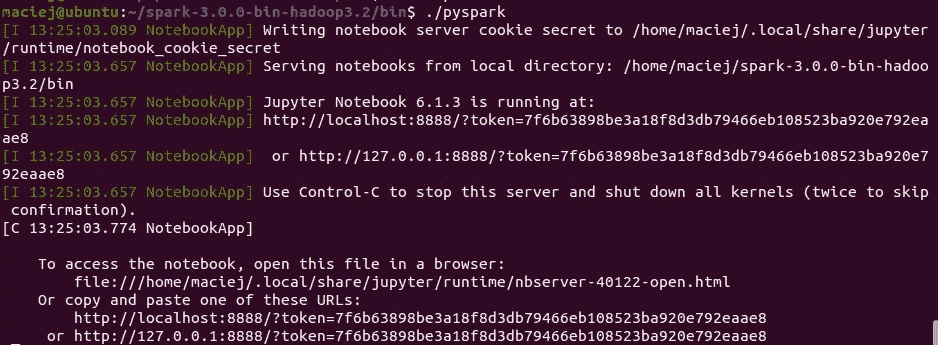 maciej@ubuntu:~/spark-3.0.0-bin-hadoop3.2/bin$ ./pyspark
[I 13:25:03.089 NotebookApp] Writing notebook server cookie secret to /home/maciej/.local/share/jupyter
/runtime/notebook_cookie_secret
[I 13:25:03.657 NotebookApp] Serving notebooks from local directory: /home/maciej/spark-3.0.0-bin-hadoo
p3.2/bin
[I 13:25:03.657 NotebookApp] Jupyter Notebook 6.1.3 is running at:
[I 13:25:03.657 NotebookApp] http://localhost:8888/?token=7f6b63898be3a18f8d3db79466eb108523ba920e792ea
ae8
[I 13:25:03.657 NotebookApp]  or http://127.0.0.1:8888/?token=7f6b63898be3a18f8d3db79466eb108523ba920e7
92eaae8
[I 13:25:03.657 NotebookApp] Use Control-C to stop this server and shut down all kernels (twice to skip
 confirmation).
[C 13:25:03.774 NotebookApp]
    To access the notebook, open this file in a browser:
        file:///home/maciej/.local/share/jupyter/runtime/nbserver-40122-open.html
    Or copy and paste one of these URLs:
        http://localhost:8888/?token=7f6b63898be3a18f8d3db79466eb108523ba920e792eaae8
     or http://127.0.0.1:8888/?token=7f6b63898be3a18f8d3db79466eb108523ba920e792eaae8